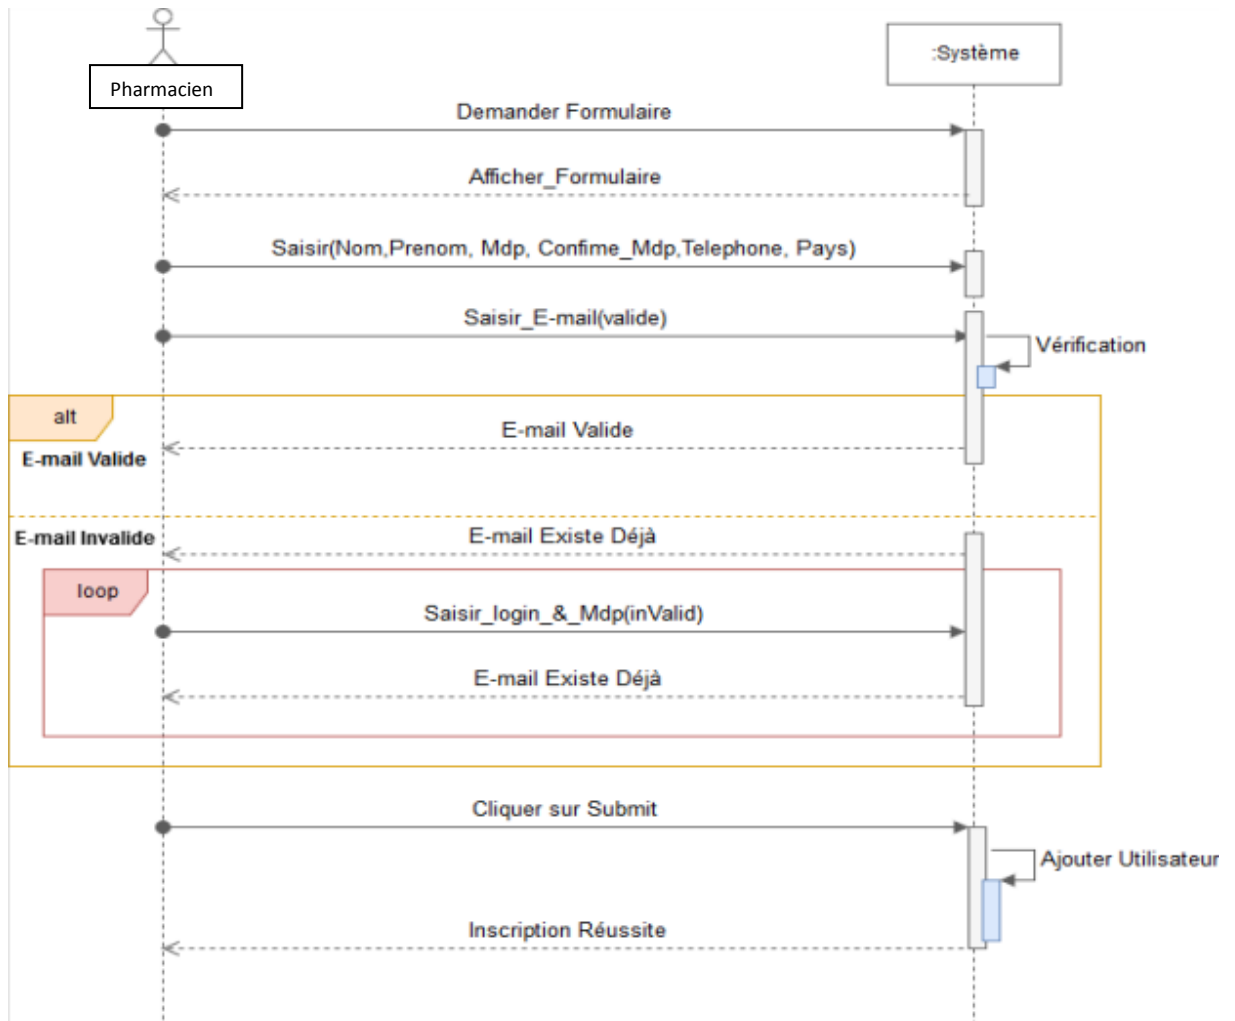 :Système
Pharmacien
Demander Formulaire
Afficher_Formulaire
Saisir(Nom,Prenom, Mdp, Confime_Mdp,Telephone, Pays)
Saisir_E-mail(valide)
Vérification
alt
E-mail Valide
E-mail Valide
E-mail Invalide
E-mail Existe Déjà
loop
Saisir_login_&_Mdp(inValid)
E-mail Existe Déjà
Cliquer sur Submit
Ajouter Utilisateur
Inscription Réussite